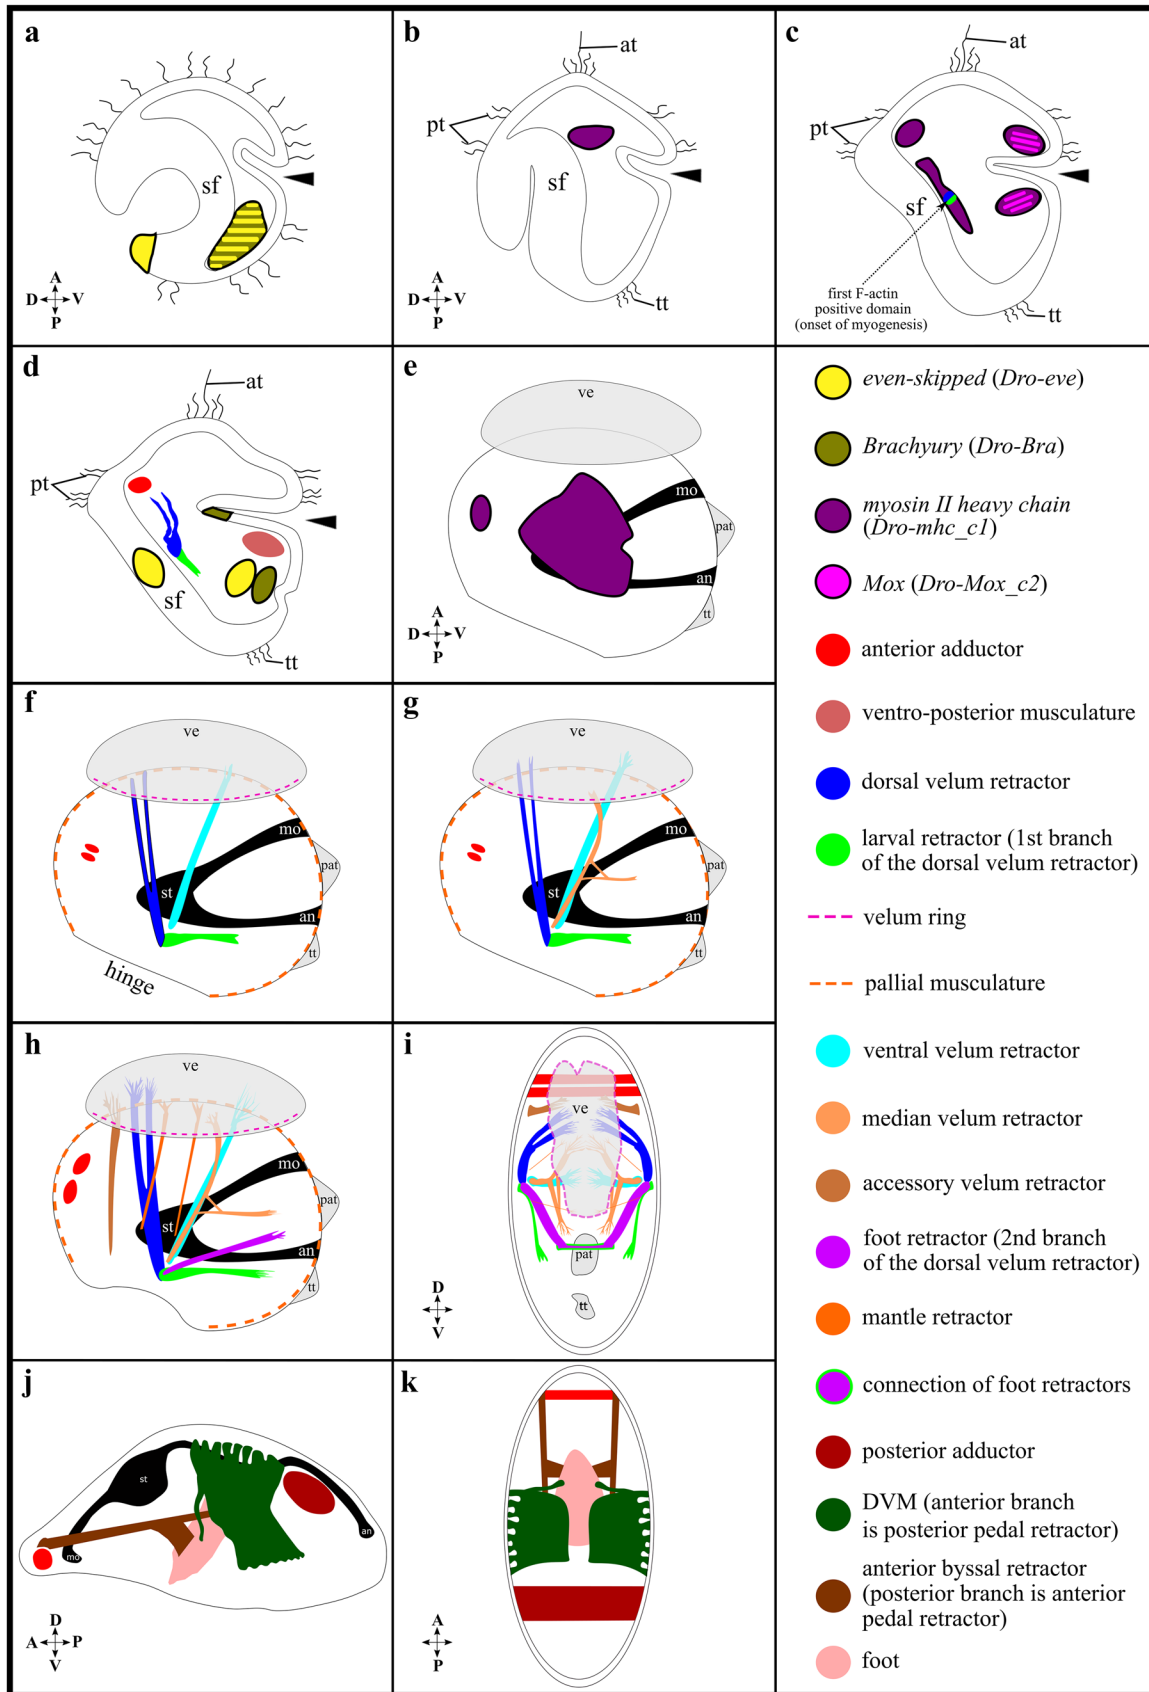 a
at
pt
sf
A
D V
P
tt
b
at
pt
sf
tt
c
at
pt
sf
first F-actin
positive domain
(onset of myogenesis)
tt
d
at
pt
sf
tt
e
ve
mo
pat
an
tt
A
D V
P
f
ve
mo
pat
st
an
tt
hinge
g
ve
mo
pat
st
an
tt
h
ve
mo
pat
st
an
tt
i
ve
pat
tt
D
V
j
st
mo
an
D
A P
V
k
A
P
even-skipped (Dro-eve)
Brachyury (Dro-Bra)
myosin II heavy chain
(Dro-mhc_c1)
Mox (Dro-Mox_c2)
anterior adductor
ventro-posterior musculature
dorsal velum retractor
larval retractor (1st branch
of the dorsal velum retractor)
velum ring
pallial musculature
ventral velum retractor
median velum retractor
accessory velum retractor
foot retractor (2nd branch
of the dorsal velum retractor)
mantle retractor
connection of foot retractors
posterior adductor
DVM (anterior branch
is posterior pedal retractor)
anterior byssal retractor
(posterior branch is anterior
pedal retractor)
foot